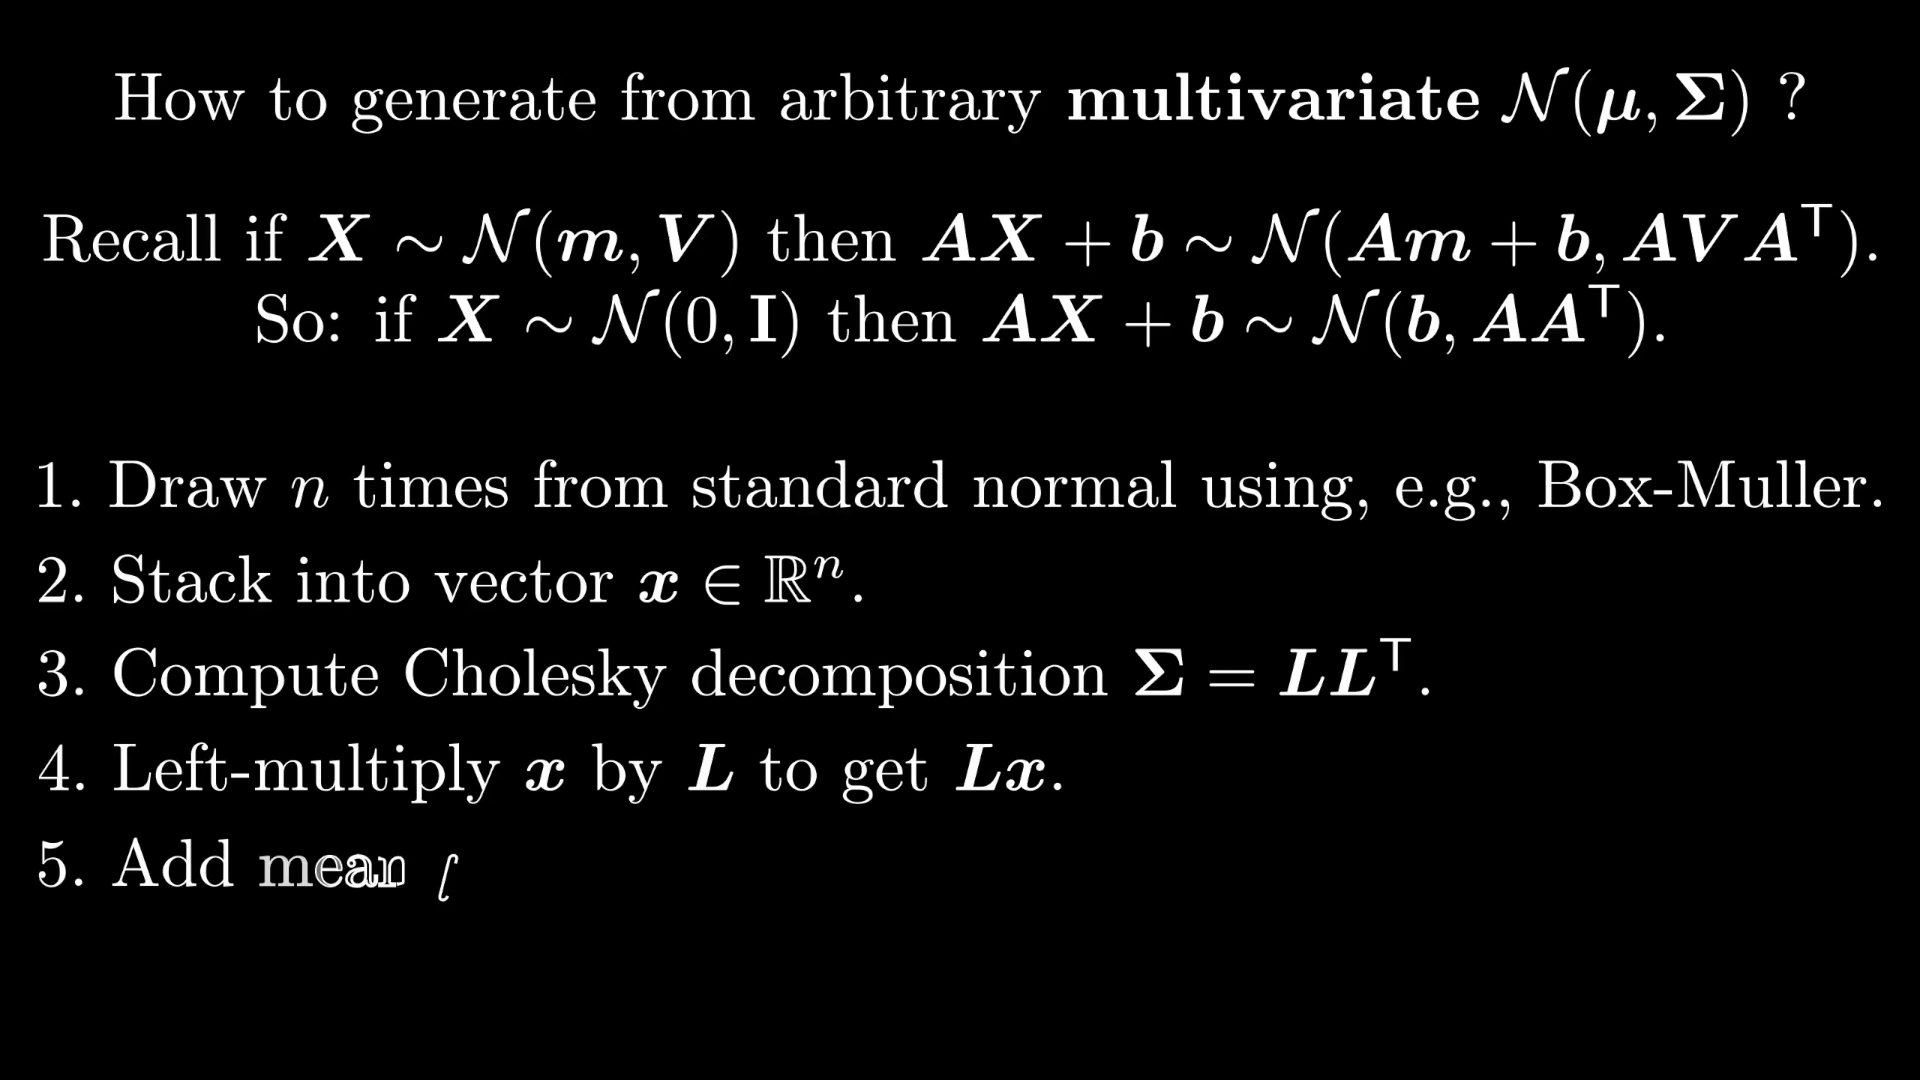 How to generate from arbitrary multivariate 𝒩(μ, Σ) ?
Recall if X ∼ 𝒩(m, V) then AX + b ∼ 𝒩(Am + b, AVA⊤).
So: if X ∼ 𝒩(0, I) then AX + b ∼ 𝒩(b, AA⊤).
1. Draw n times from standard normal using, e.g., Box-Muller.
2. Stack into vector x ∈ ℝⁿ.
3. Compute Cholesky decomposition Σ = LL⊤.
4. Left-multiply x by L to get Lx.
5. Add mean